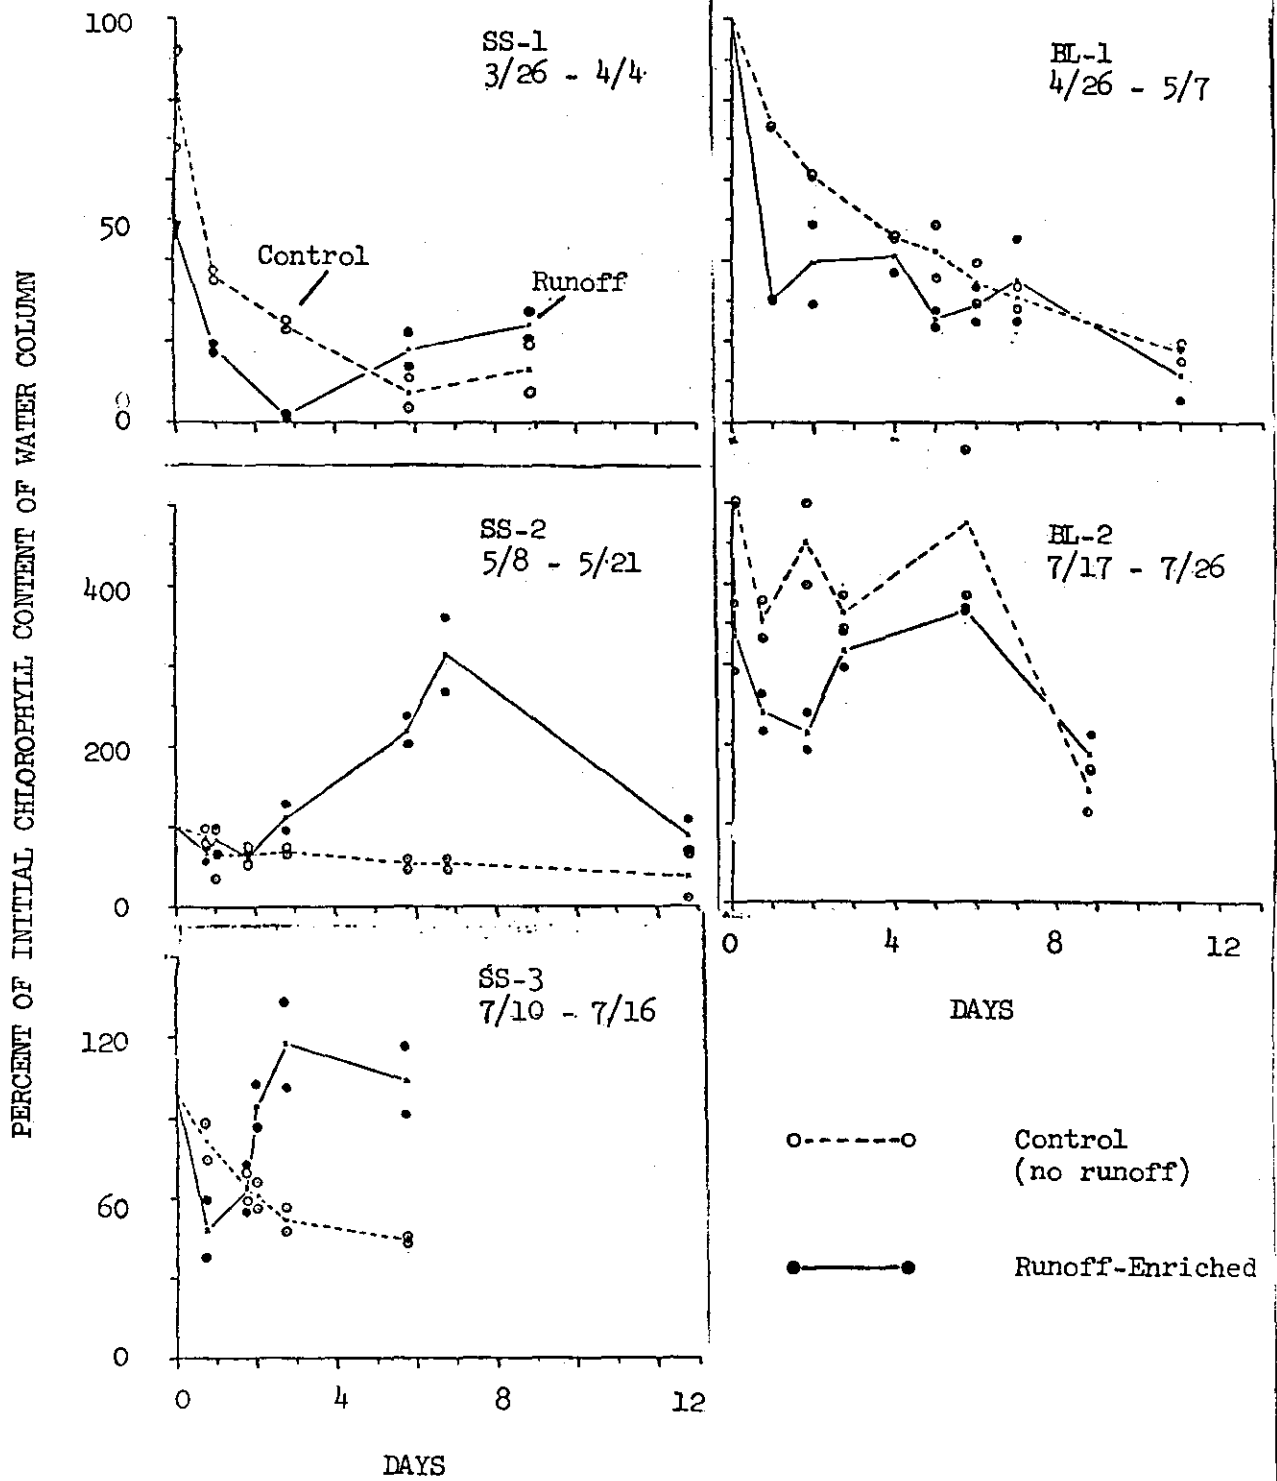 PERCENT OF INITIAL CHLOROPHYLL CONTENT OF WATER COLUMN
100
50
0
0
SS-1
3/26 - 4/4
Control
Runoff
BL-1
4/26 - 5/7
400
200
0
SS-2
5/8 - 5/21
BL-2
7/17 - 7/26
0 4 8 12
DAYS
120
60
0
SS-3
7/10 - 7/16
0 4 8 12
DAYS
Control
(no runoff)
Runoff-Enriched